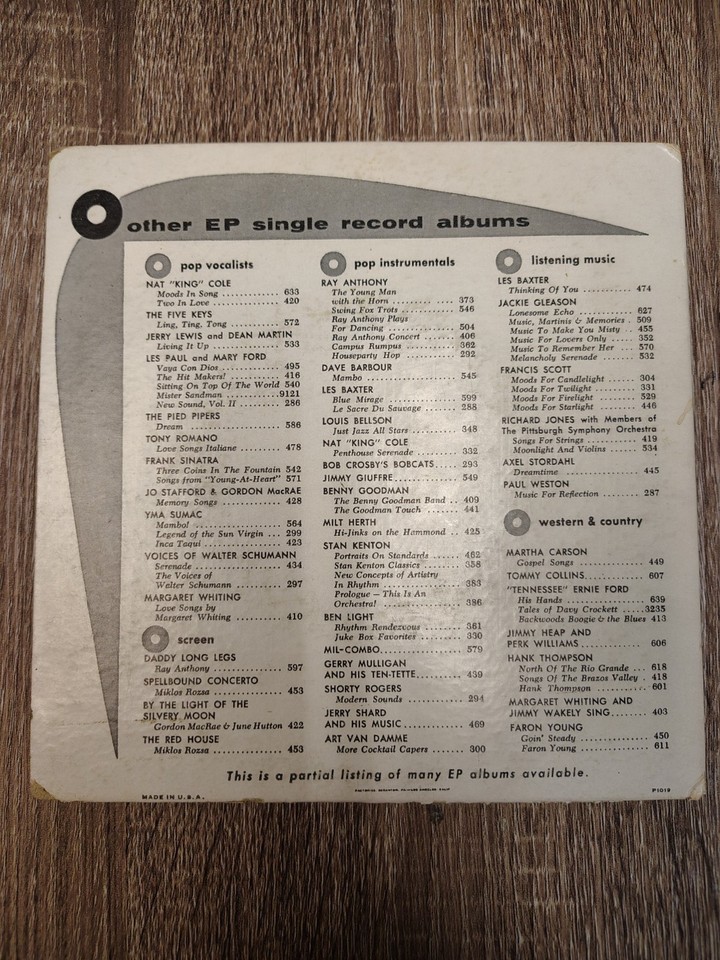 other EP single record albums
pop vocalists
NAT "KING" COLE
Moods In Song ............ 633
Two In Love .............. 420
THE FIVE KEYS
Ling, Ting, Tong ......... 572
JERRY LEWIS and DEAN MARTIN
Living It Up ............. 533
LES PAUL and MARY FORD
Vaya Con Dios ............ 495
The Hit Makers! .......... 416
Sitting On Top Of The World 540
Mister Sandman ........... 9121
New Sound, Vol. II ....... 286
THE PIED PIPERS
Dream .................... 586
TONY ROMANO
Love Songs Italiane ...... 478
FRANK SINATRA
Three Coins In The Fountain 542
Songs from "Young-At-Heart" 571
JO STAFFORD & GORDON MacRAE
Memory Songs ............. 428
YMA SUMAC
Mambo! ................... 564
Legend of the Sun Virgin ... 299
Inca Taqui ............... 423
VOICES OF WALTER SCHUMANN
Serenade ................. 434
The Voices of
Walter Schumann .......... 297
MARGARET WHITING
Love Songs by
Margaret Whiting ......... 410
screen
DADDY LONG LEGS
Ray Anthony .............. 597
SPELLBOUND CONCERTO
Miklos Rozsa ............. 453
BY THE LIGHT OF THE
SILVERY MOON
Gordon MacRae & June Hutton 422
THE RED HOUSE
Miklos Rozsa ............. 453
pop instrumentals
RAY ANTHONY
The Young Man
with the Horn ............ 373
Swing Fox Trots .......... 546
Ray Anthony Plays
For Dancing .............. 504
Ray Anthony Concert ...... 406
Campus Rumpus ............ 362
Houseparty Hop ........... 292
DAVE BARBOUR
Mambo .................... 545
LES BAXTER
Blue Mirage .............. 599
Le Sacre Du Sauvage ...... 288
LOUIS BELLSON
Just Jazz All Stars ...... 348
NAT "KING" COLE
Penthouse Serenade ....... 332
BOB CROSBY'S BOBCATS..... 293
JIMMY GIUFFRE............ 549
BENNY GOODMAN
The Benny Goodman Band .. 409
The Goodman Touch ........ 441
MILT HERTH
Hi-Jinks on the Hammond .. 425
STAN KENTON
Portraits On Standards ... 462
Stan Kenton Classics ..... 358
New Concepts of Artistry
In Rhythm ................ 383
Prologue — This Is An
Orchestra! ............... 386
BEN LIGHT
Rhythm Rendezvous ........ 361
Juke Box Favorites ....... 330
MIL-COMBO................ 579
GERRY MULLIGAN
AND HIS TEN-TETTE........ 439
SHORTY ROGERS
Modern Sounds ............ 294
JERRY SHARD
AND HIS MUSIC............ 469
ART VAN DAMME
More Cocktail Capers ..... 300
listening music
LES BAXTER
Thinking Of You .......... 474
JACKIE GLEASON
Lonesome Echo ............ 627
Music, Martinis & Memories . 509
Music To Make You Misty .. 455
Music For Lovers Only .... 352
Music To Remember Her .... 570
Melancholy Serenade ...... 532
FRANCIS SCOTT
Moods For Candlelight .... 304
Moods For Twilight ....... 331
Moods For Firelight ...... 529
Moods For Starlight ...... 446
RICHARD JONES with Members of
The Pittsburgh Symphony Orchestra
Songs For Strings ........ 419
Moonlight And Violins .... 534
AXEL STORDAHL
Dreamtime ................ 445
PAUL WESTON
Music For Reflection ..... 287
western & country
MARTHA CARSON
Gospel Songs ............. 449
TOMMY COLLINS............ 607
"TENNESSEE" ERNIE FORD
His Hands ................ 639
Tales of Davy Crockett ..... 3235
Backwoods Boogie & the Blues 413
JIMMY HEAP AND
PERK WILLIAMS ............ 606
HANK THOMPSON
North Of The Rio Grande ... 618
Songs Of The Brazos Valley . 418
Hank Thompson ............ 601
MARGARET WHITING AND
JIMMY WAKELY SING........ 403
FARON YOUNG
Goin' Steady ............. 450
Faron Young .............. 611
This is a partial listing of many EP albums available.
MADE IN U.S.A.
P1019